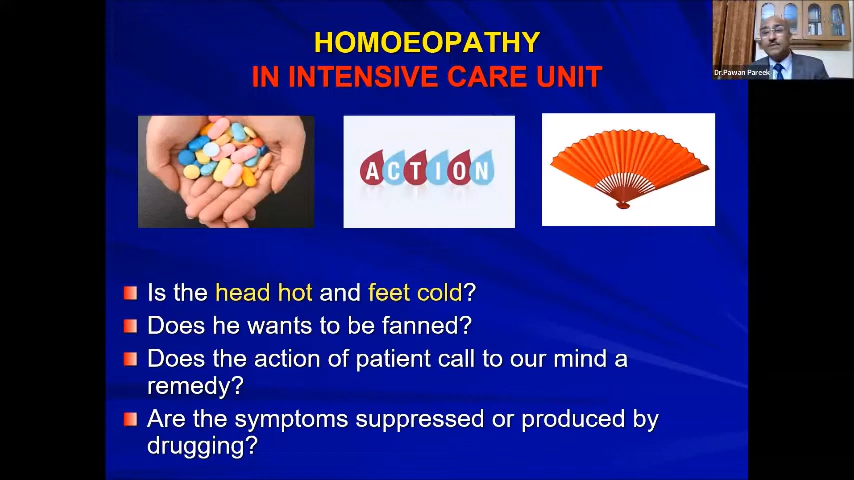 HOMOEOPATHY
IN INTENSIVE CARE UNIT
Dr.Pawan Pareek
ACTION
Is the head hot and feet cold?
Does he wants to be fanned?
Does the action of patient call to our mind a
remedy?
Are the symptoms suppressed or produced by
drugging?